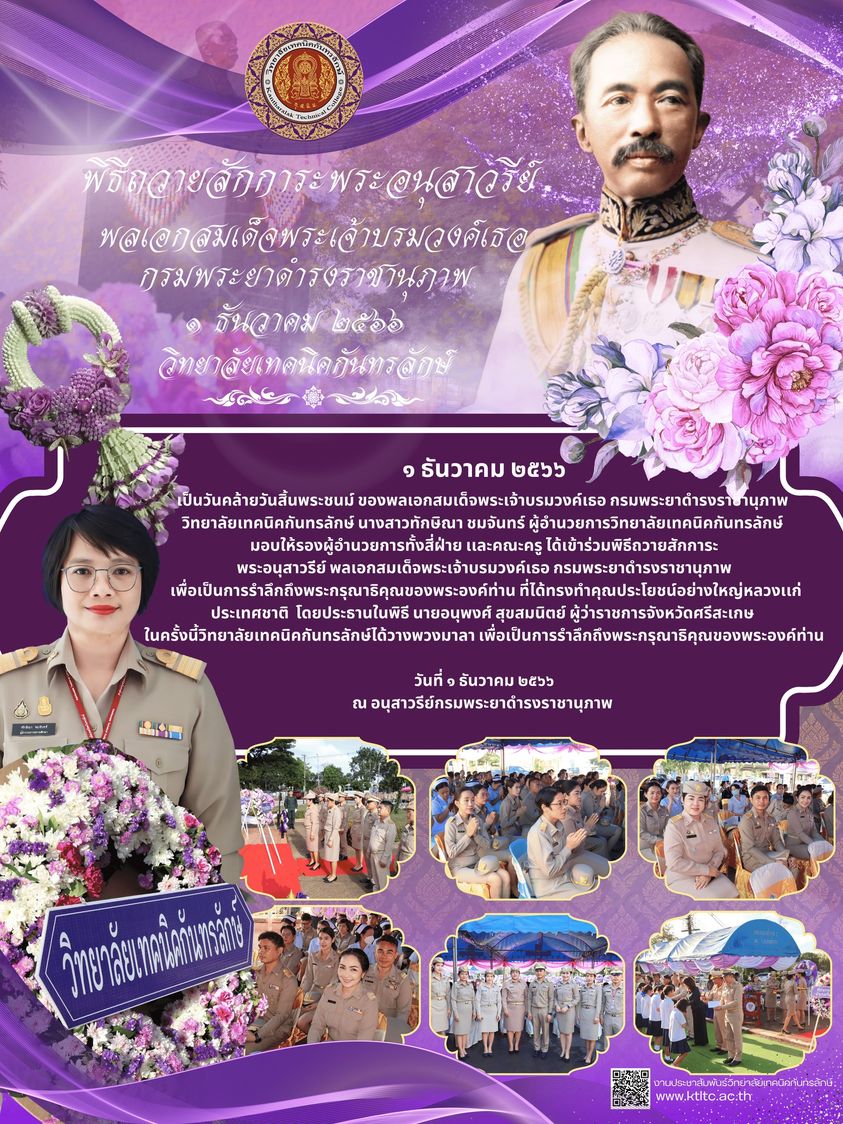 วิทยาลัยเทคนิคกันทรลักษ์
Kantharalak Technical College
พิธีถวายสักการะพระอนุสาวรีย์
พลเอกสมเด็จพระเจ้าบรมวงศ์เธอ
กรมพระยาดำรงราชานุภาพ
๑ ธันวาคม ๒๕๖๖
วิทยาลัยเทคนิคกันทรลักษ์
๑ ธันวาคม ๒๕๖๖
เป็นวันคล้ายวันสิ้นพระชนม์ ของพลเอกสมเด็จพระเจ้าบรมวงศ์เธอ กรมพระยาดำรงราชานุภาพ
วิทยาลัยเทคนิคกันทรลักษ์ นางสาวทักษิณา ชมจันทร์ ผู้อำนวยการวิทยาลัยเทคนิคกันทรลักษ์
มอบให้รองผู้อำนวยการทั้งสี่ฝ่าย และคณะครู ได้เข้าร่วมพิธีถวายสักการะ
พระอนุสาวรีย์ พลเอกสมเด็จพระเจ้าบรมวงศ์เธอ กรมพระยาดำรงราชานุภาพ
เพื่อเป็นการรำลึกถึงพระกรุณาธิคุณของพระองค์ท่าน ที่ได้ทรงทำคุณประโยชน์อย่างใหญ่หลวงแก่
ประเทศชาติ โดยประธานในพิธี นายอนุพงศ์ สุขสมนิตย์ ผู้ว่าราชการจังหวัดศรีสะเกษ
ในครั้งนี้วิทยาลัยเทคนิคกันทรลักษ์ได้วางพวงมาลา เพื่อเป็นการรำลึกถึงพระกรุณาธิคุณของพระองค์ท่าน
วันที่ ๑ ธันวาคม ๒๕๖๖
ณ อนุสาวรีย์กรมพระยาดำรงราชานุภาพ
วิทยาลัยเทคนิคกันทรลักษ์
งานประชาสัมพันธ์วิทยาลัยเทคนิคกันทรลักษ์
www.ktltc.ac.th